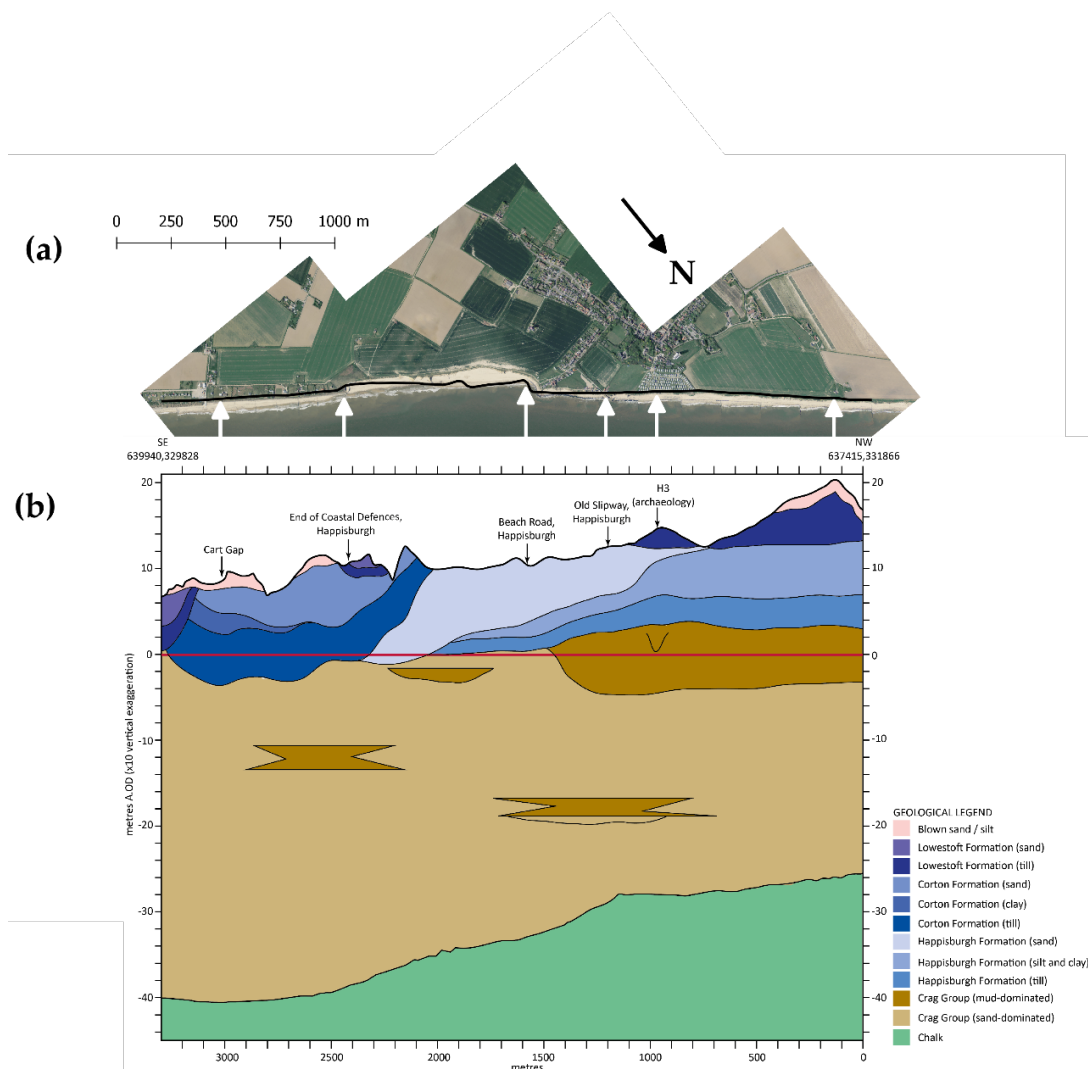 0 250 500 750 1000 m
(a)
N
SE
639940,329828
NW
637415,331866
(b)
20
10
0
-10
-20
-30
-40
metres A.OD (x10 vertical exaggeration)
Cart Gap
End of Coastal Defences,
Happisburgh
Beach Road,
Happisburgh
Old Slipway,
Happisburgh
H3
(archaeology)
20
10
0
-10
-20
-30
-40
3000 2500 2000 1500 1000 500 0
metres
GEOLOGICAL LEGEND
Blown sand / silt
Lowestoft Formation (sand)
Lowestoft Formation (till)
Corton Formation (sand)
Corton Formation (clay)
Corton Formation (till)
Happisburgh Formation (sand)
Happisburgh Formation (silt and clay)
Happisburgh Formation (till)
Crag Group (mud-dominated)
Crag Group (sand-dominated)
Chalk